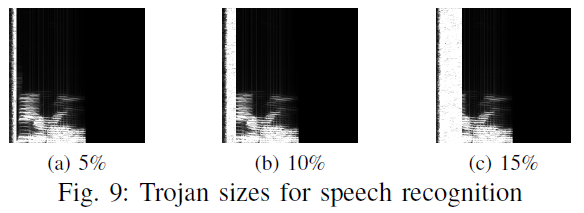 (a) 5% (b) 10% (c) 15%
Fig. 9: Trojan sizes for speech recognition